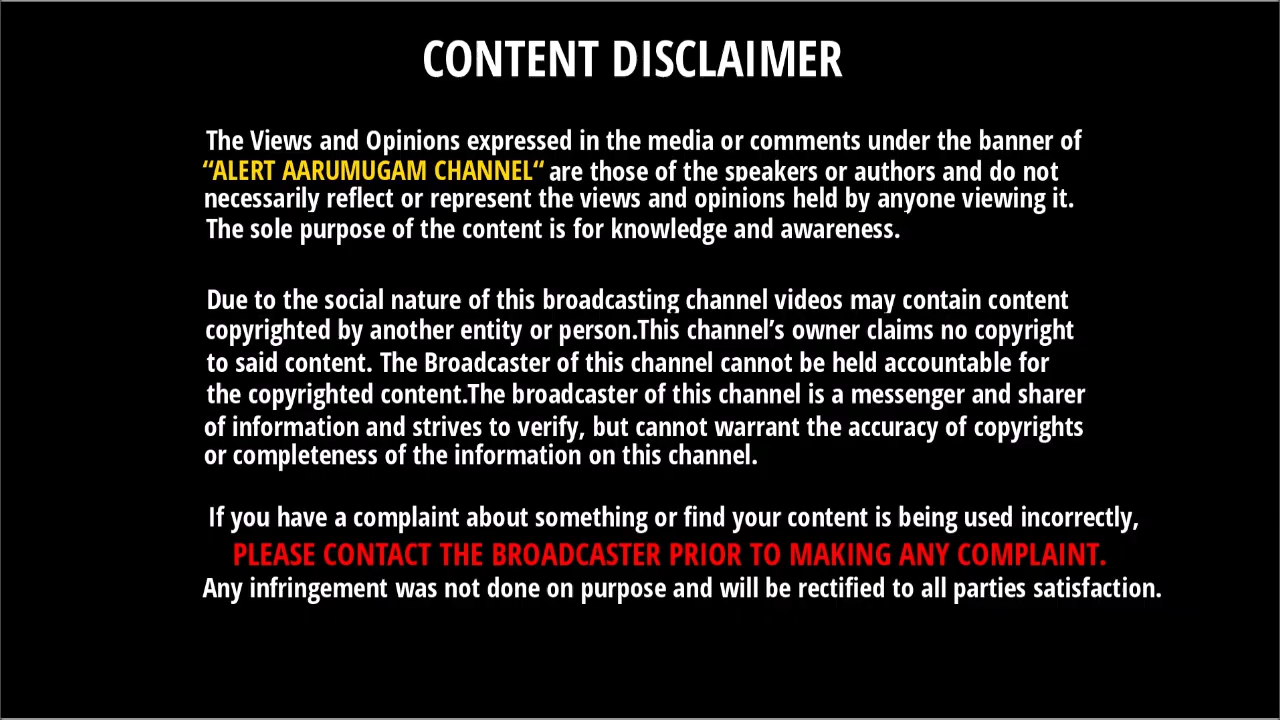 CONTENT DISCLAIMER
The Views and Opinions expressed in the media or comments under the banner of
“ALERT AARUMUGAM CHANNEL“ are those of the speakers or authors and do not
necessarily reflect or represent the views and opinions held by anyone viewing it.
The sole purpose of the content is for knowledge and awareness.
Due to the social nature of this broadcasting channel videos may contain content
copyrighted by another entity or person.This channel’s owner claims no copyright
to said content. The Broadcaster of this channel cannot be held accountable for
the copyrighted content.The broadcaster of this channel is a messenger and sharer
of information and strives to verify, but cannot warrant the accuracy of copyrights
or completeness of the information on this channel.
If you have a complaint about something or find your content is being used incorrectly,
PLEASE CONTACT THE BROADCASTER PRIOR TO MAKING ANY COMPLAINT.
Any infringement was not done on purpose and will be rectified to all parties satisfaction.